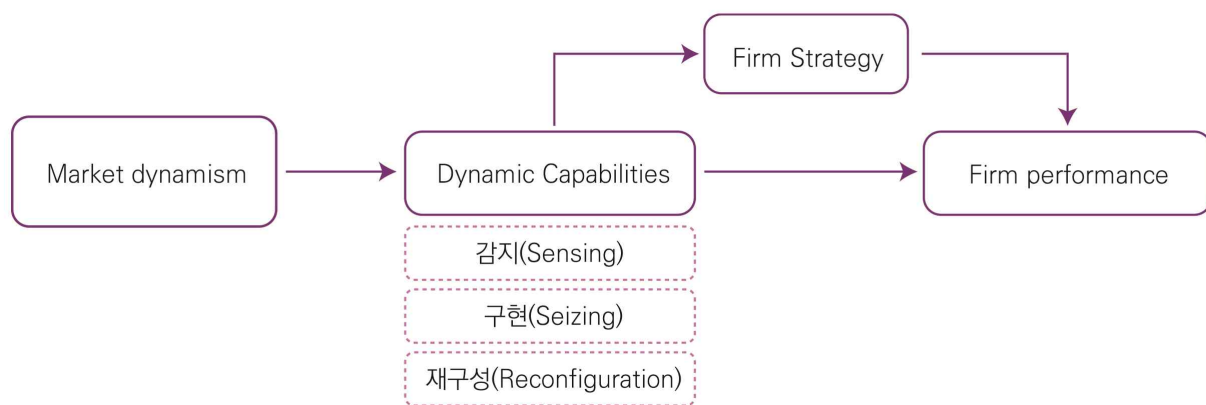 Firm Strategy
Market dynamism
Dynamic Capabilities
Firm performance
감지(Sensing)
구현(Seizing)
재구성(Reconfiguration)